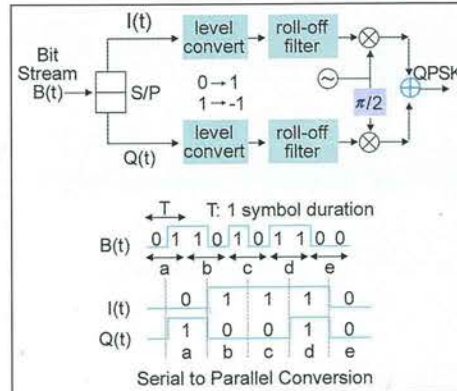 I(t)
Bit
Stream
B(t)
S/P
level
convert
roll-off
filter
0→1
1→-1
~
π/2
QPSK
Q(t)
level
convert
roll-off
filter
T
T: 1 symbol duration
B(t) 0 1 1 0 1 0 1 1 0 0
a b c d e
I(t) 0 1 1 1 0
Q(t) 1 0 0 1 0
a b c d e
Serial to Parallel Conversion